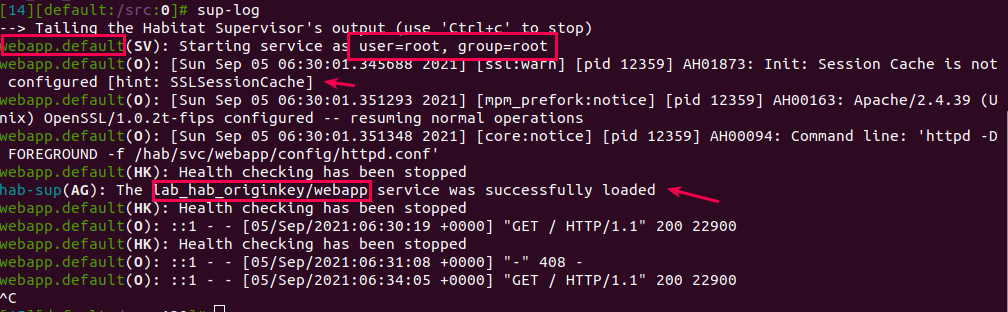 [14][default:/src:0]# sup-log
--> Tailing the Habitat Supervisor's output (use 'Ctrl+c' to stop)
webapp.default(SV): Starting service as user=root, group=root
webapp.default(O): [Sun Sep 05 06:30:01.345688 2021] [ssl:warn] [pid 12359] AH01873: Init: Session Cache is not
configured [hint: SSLSessionCache]
webapp.default(O): [Sun Sep 05 06:30:01.351293 2021] [mpm_prefork:notice] [pid 12359] AH00163: Apache/2.4.39 (U
nix) OpenSSL/1.0.2t-fips configured -- resuming normal operations
webapp.default(O): [Sun Sep 05 06:30:01.351348 2021] [core:notice] [pid 12359] AH00094: Command line: 'httpd -D
FOREGROUND -f /hab/svc/webapp/config/httpd.conf'
webapp.default(HK): Health checking has been stopped
hab-sup(AG): The lab_hab_originkey/webapp service was successfully loaded
webapp.default(HK): Health checking has been stopped
webapp.default(O): ::1 - - [05/Sep/2021:06:30:19 +0000] "GET / HTTP/1.1" 200 22900
webapp.default(HK): Health checking has been stopped
webapp.default(O): ::1 - - [05/Sep/2021:06:31:08 +0000] "-" 408 -
webapp.default(O): ::1 - - [05/Sep/2021:06:34:05 +0000] "GET / HTTP/1.1" 200 22900
^C